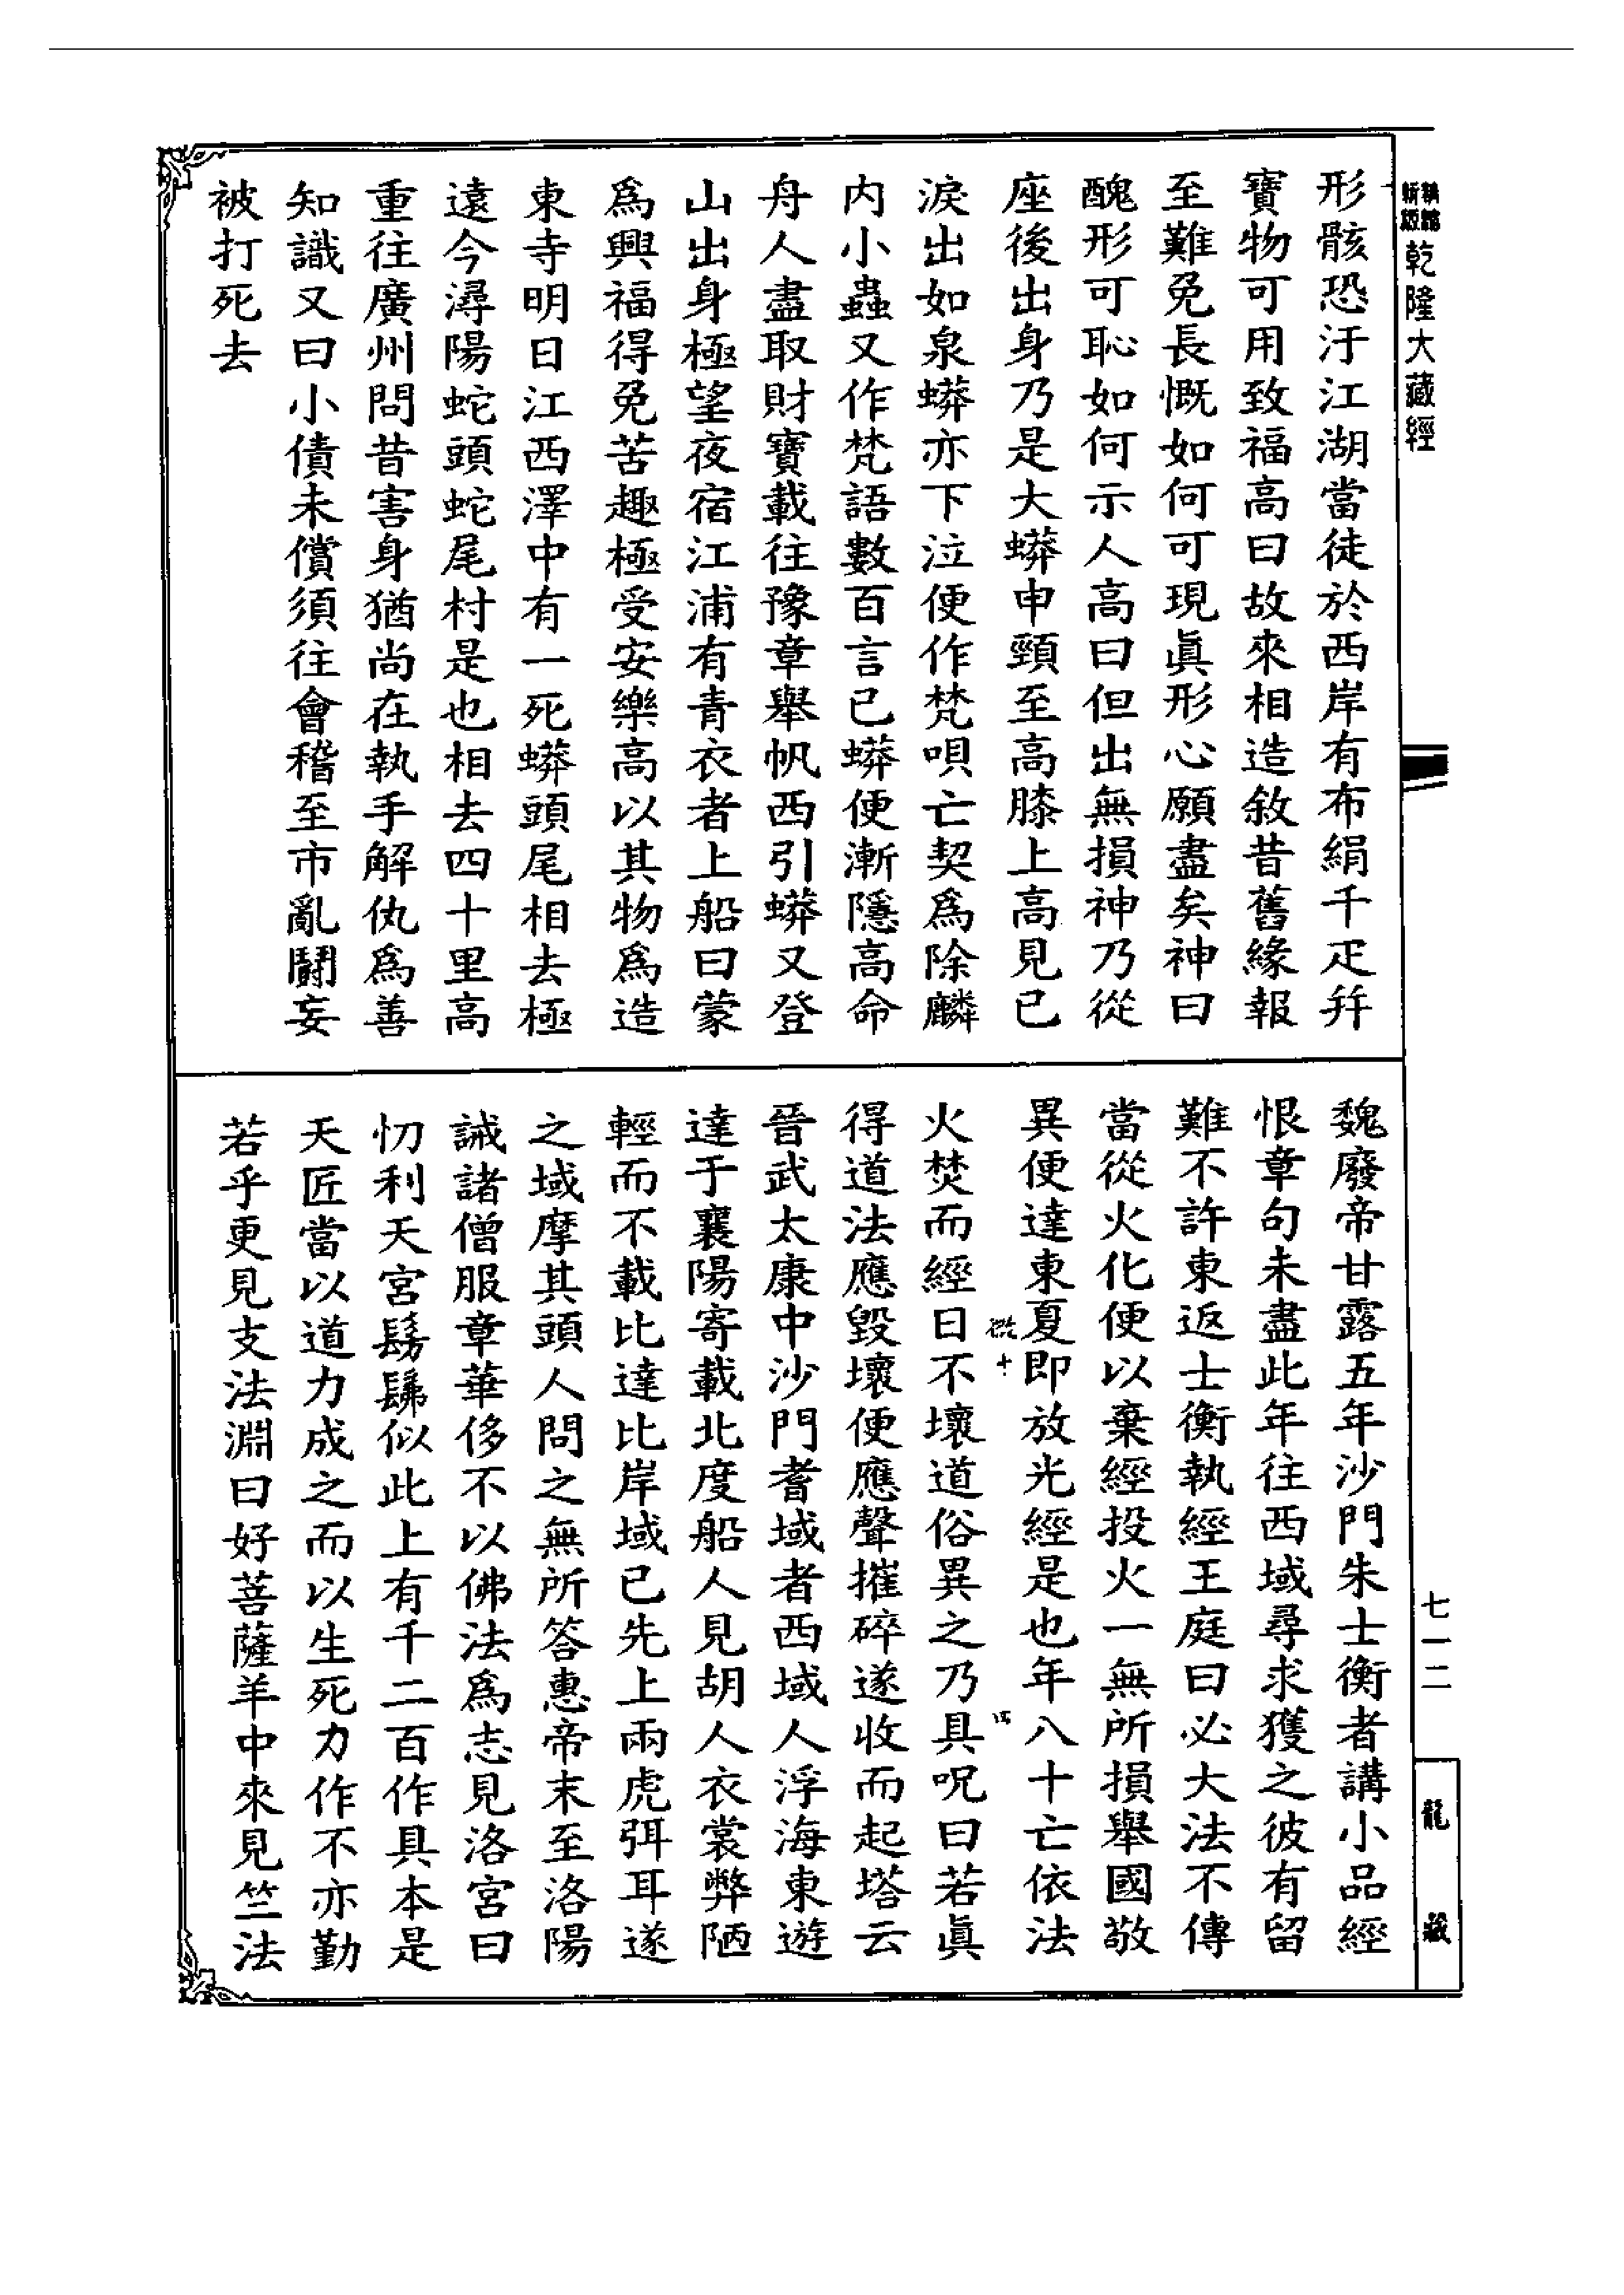 精縮新版乾隆大藏經
形骸恐汙江湖當徒於西岸有布絹千疋幷
寶物可用致福高曰故來相造敘昔舊緣報
至難免長慨如何可現眞形心願盡矣神曰
醜形可恥如何示人高曰但出無損神乃從
座後出身乃是大蟒申頸至高膝上高見已
淚出如泉蟒亦下泣便作梵唄亡契爲除麟
内小蟲又作梵語數百言已蟒便漸隱高命
舟人盡取財寶載往豫章舉帆西引蟒又登
山出身極望夜宿江浦有青衣者上船曰蒙
爲興福得免苦趣極受安樂高以其物爲造
東寺明日江西澤中有一死蟒頭尾相去極
遠今潯陽蛇頭蛇尾村是也相去四十里高
重往廣州問昔害身猶尚在執手解仇爲善
知識又曰小債未償須往會稽至市亂鬭妄
被打死去
魏廢帝甘露五年沙門朱士衡者講小品經
恨章句未盡此年往西域尋求獲之彼有留
難不許東返士衡執經王庭曰必大法不傳
當從火化便以棄經投火一無所損舉國敬
異便達東夏即放光經是也年八十亡依法
火焚而經日不壞道俗異之乃具呪曰若眞
得道法應毀壞便應聲摧碎遂收而起塔云
晉武太康中沙門耆域者西域人浮海東遊
達于襄陽寄載北度船人見胡人衣裳弊陋
輕而不載比達比岸域已先上兩虎弭耳遂
之域摩其頭人問之無所答惠帝末至洛陽
誡諸僧服章華侈不以佛法爲志見洛宮曰
忉利天宮髣髴似此上有千二百作具本是
天匠當以道力成之而以生死力作不亦勤
若乎更見支法淵曰好菩薩羊中來見竺法
七一二
龍藏